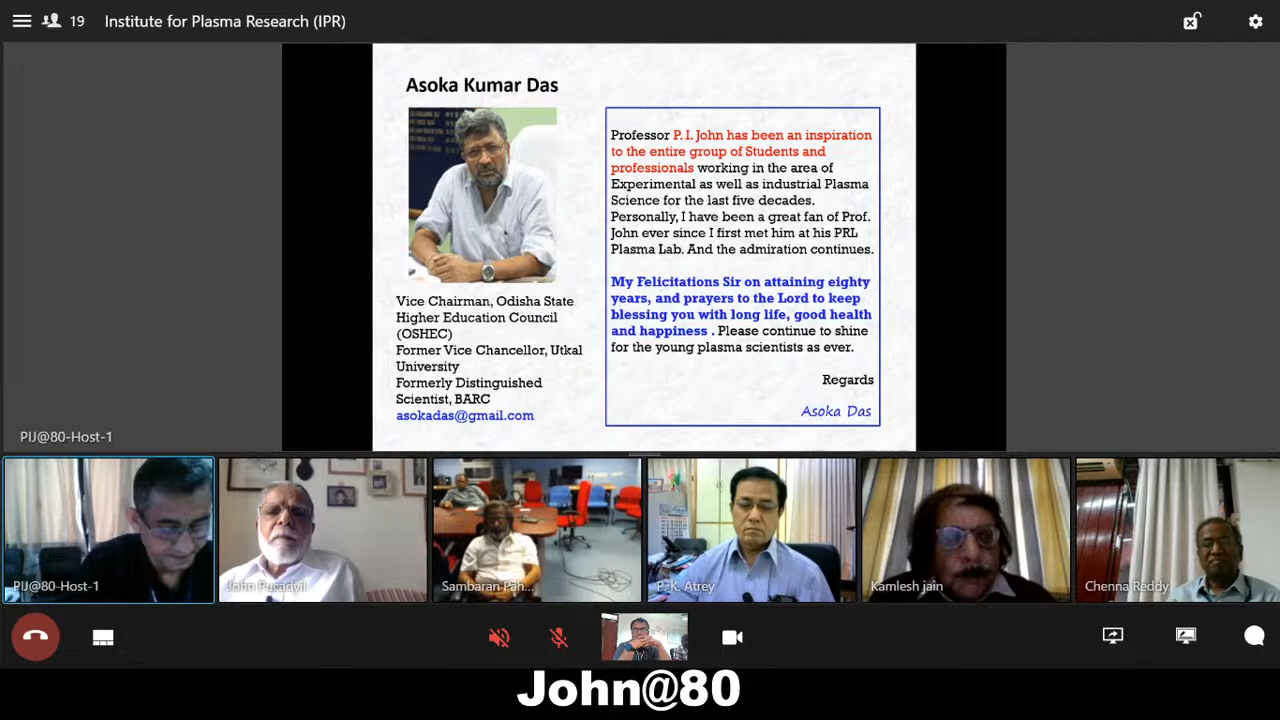 19 Institute for Plasma Research (IPR)
Asoka Kumar Das
Vice Chairman, Odisha State
Higher Education Council
(OSHEC)
Former Vice Chancellor, Utkal
University
Formerly Distinguished
Scientist, BARC
asokadas@gmail.com
Professor P. I. John has been an inspiration
to the entire group of Students and
professionals working in the area of
Experimental as well as industrial Plasma
Science for the last five decades.
Personally, I have been a great fan of Prof.
John ever since I first met him at his PRL
Plasma Lab. And the admiration continues.
My Felicitations Sir on attaining eighty
years, and prayers to the Lord to keep
blessing you with long life, good health
and happiness . Please continue to shine
for the young plasma scientists as ever.
Regards
Asoka Das
PIJ@80-Host-1
PIJ@80-Host-1
John Pucadyil
Sambaran Pah...
P. K. Atrey
Kamlesh jain
Chenna Reddy
John@80